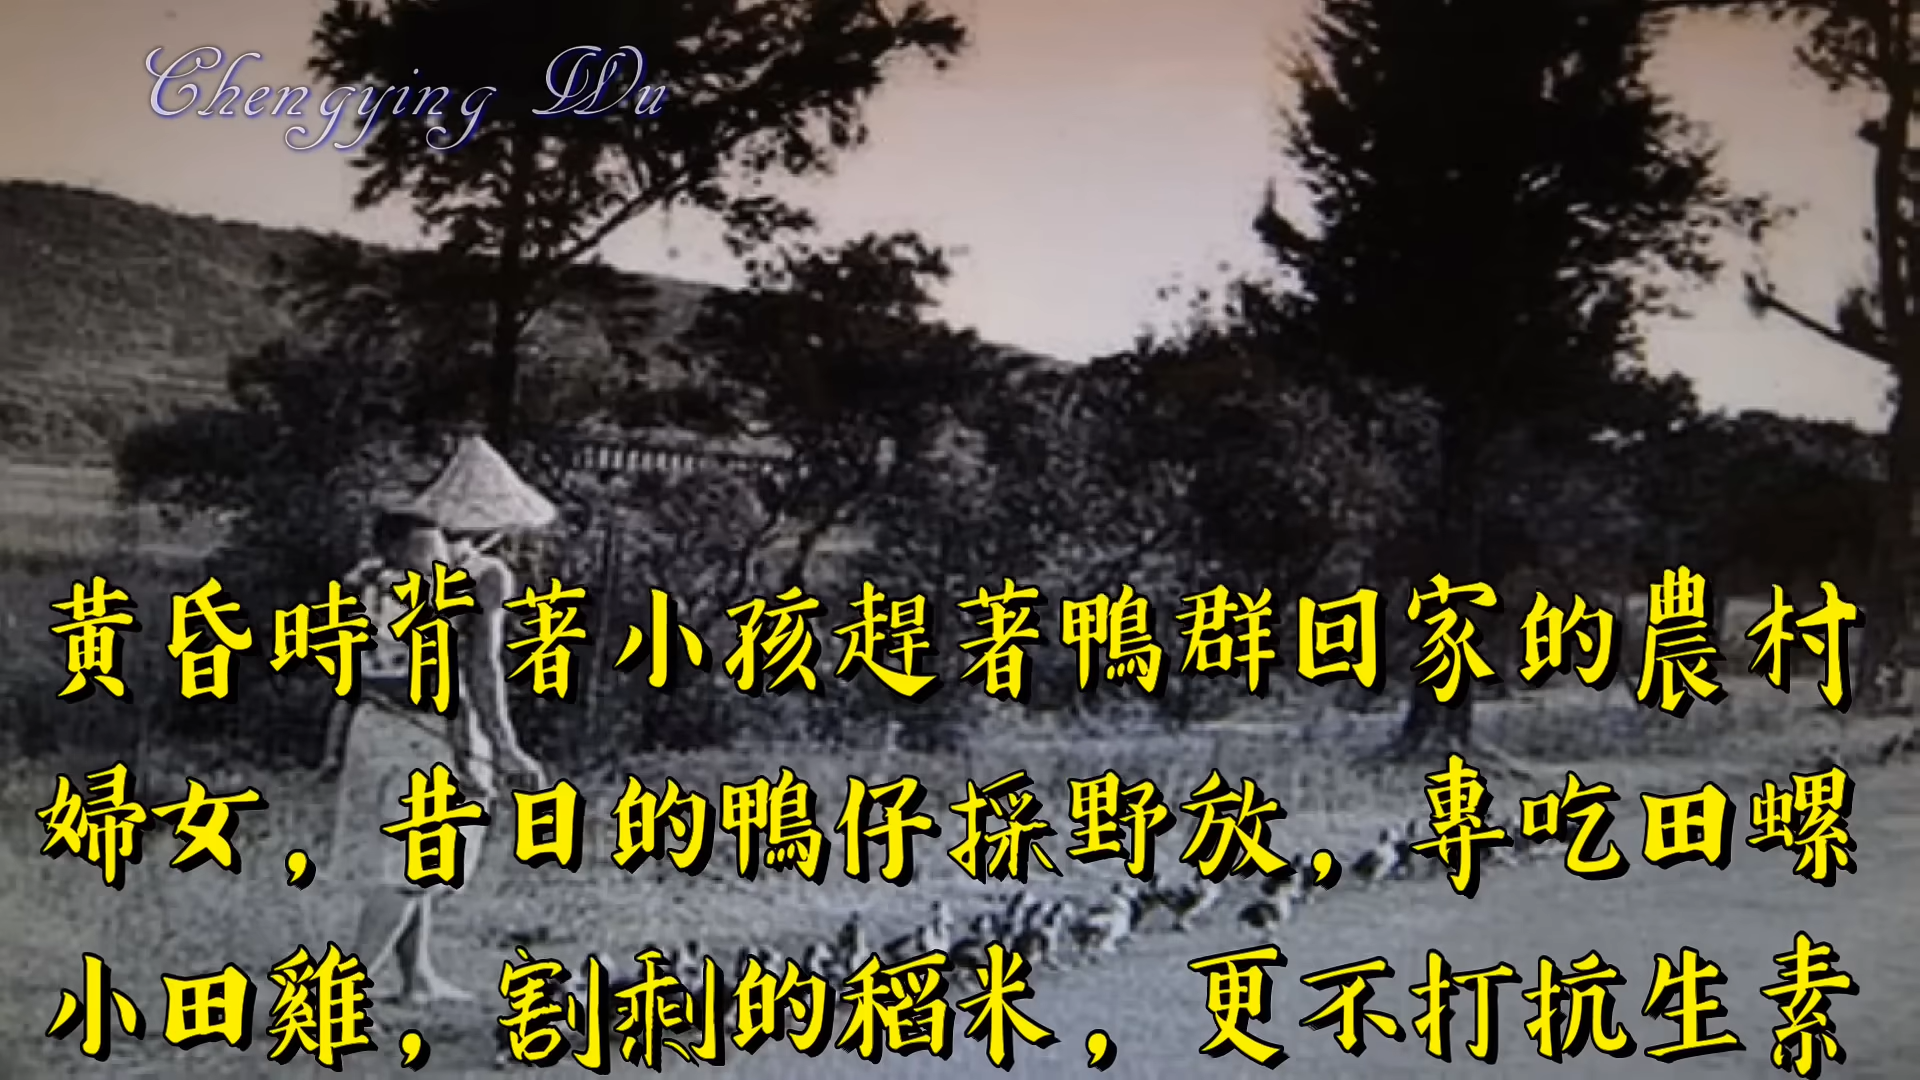 Chengying Wu
黃昏時背著小孩趕著鴨群回家的農村
婦女，昔日的鴨仔採野放，專吃田螺
小田雞，割剩的稻米，更不打抗生素